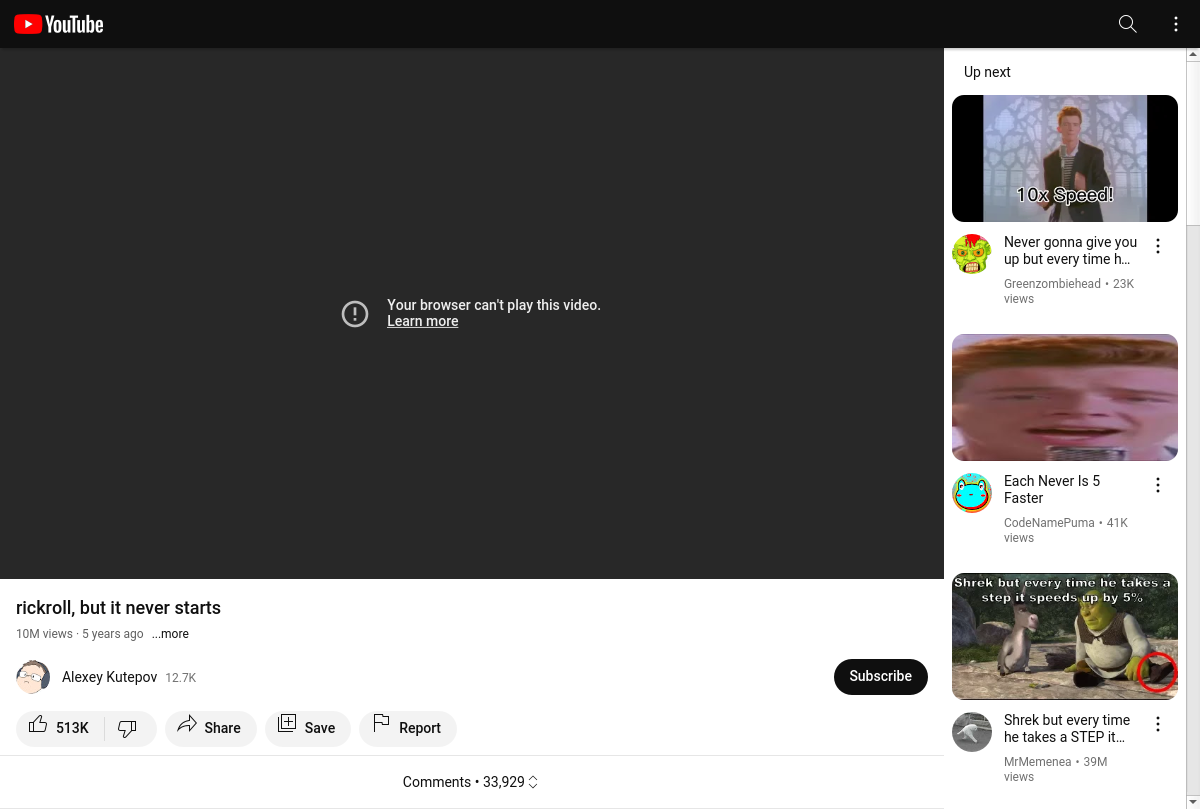 YouTube
Your browser can't play this video.
Learn more
rickroll, but it never starts
10M views · 5 years ago ...more
Alexey Kutepov 12.7K
Subscribe
513K
Share
Save
Report
Comments • 33,929
Up next
10x Speed!
Never gonna give you
up but every time h...
Greenzombiehead • 23K
views
Each Never Is 5
Faster
CodeNamePuma • 41K
views
Shrek but every time he takes a
step it speeds up by 5%
Shrek but every time
he takes a STEP it...
MrMemenea • 39M
views